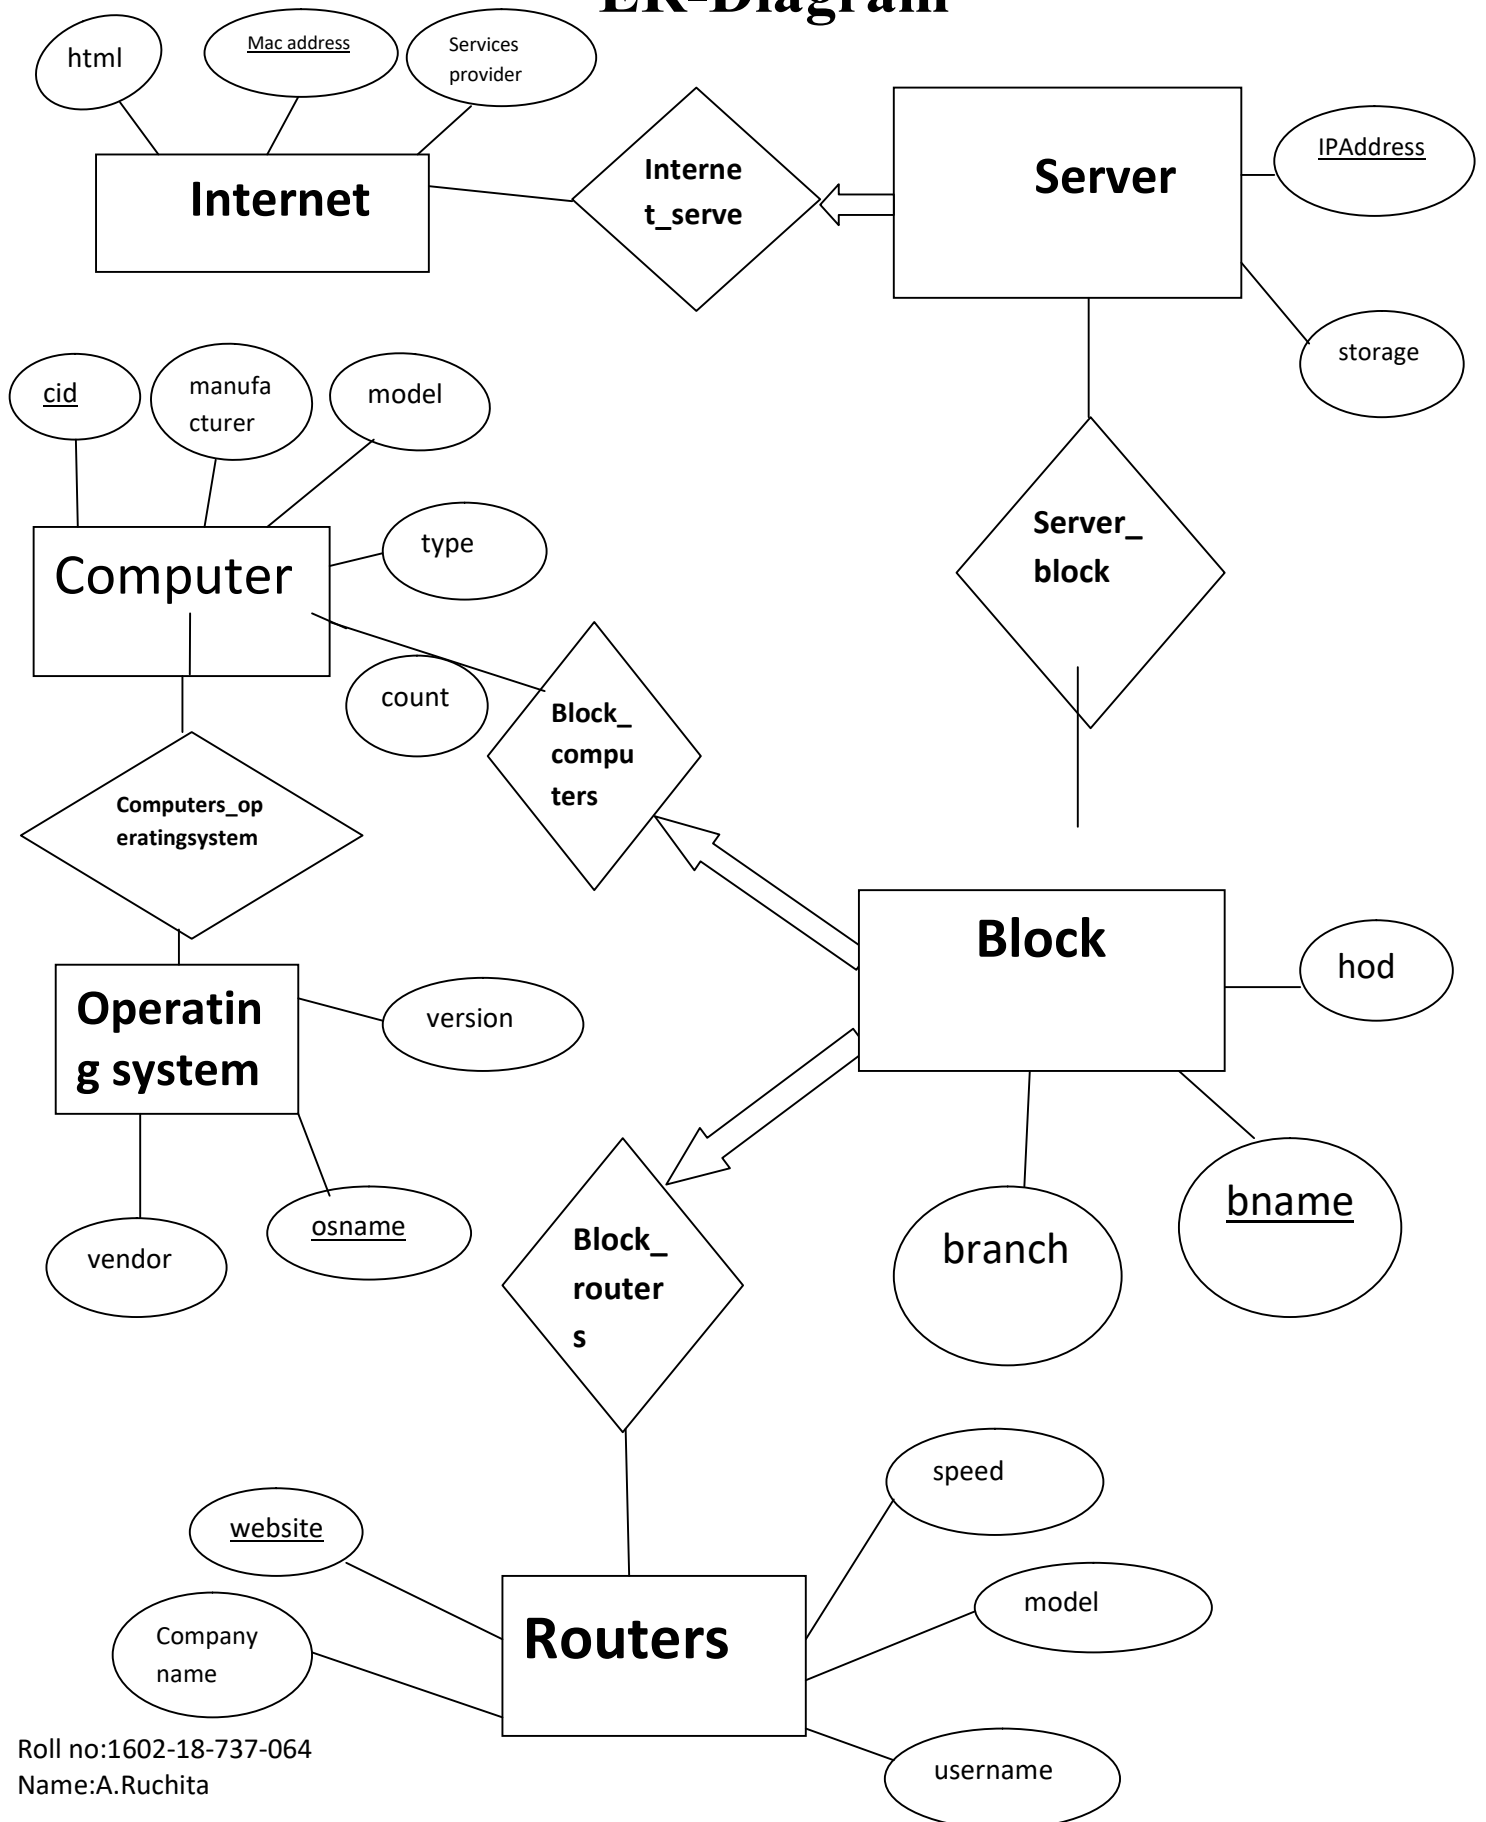 ER-Diagram
html
Mac address
Services
provider
Internet
Interne
t_serve
Server
IPAddress
storage
cid
manufa
cturer
model
Computer
type
count
Server_
block
Block_
compu
ters
Computers_op
eratingsystem
Block
hod
Operatin
g system
version
vendor
osname
branch
bname
Block_
router
s
speed
website
model
Routers
Company
name
username
Roll no:1602-18-737-064
Name:A.Ruchita